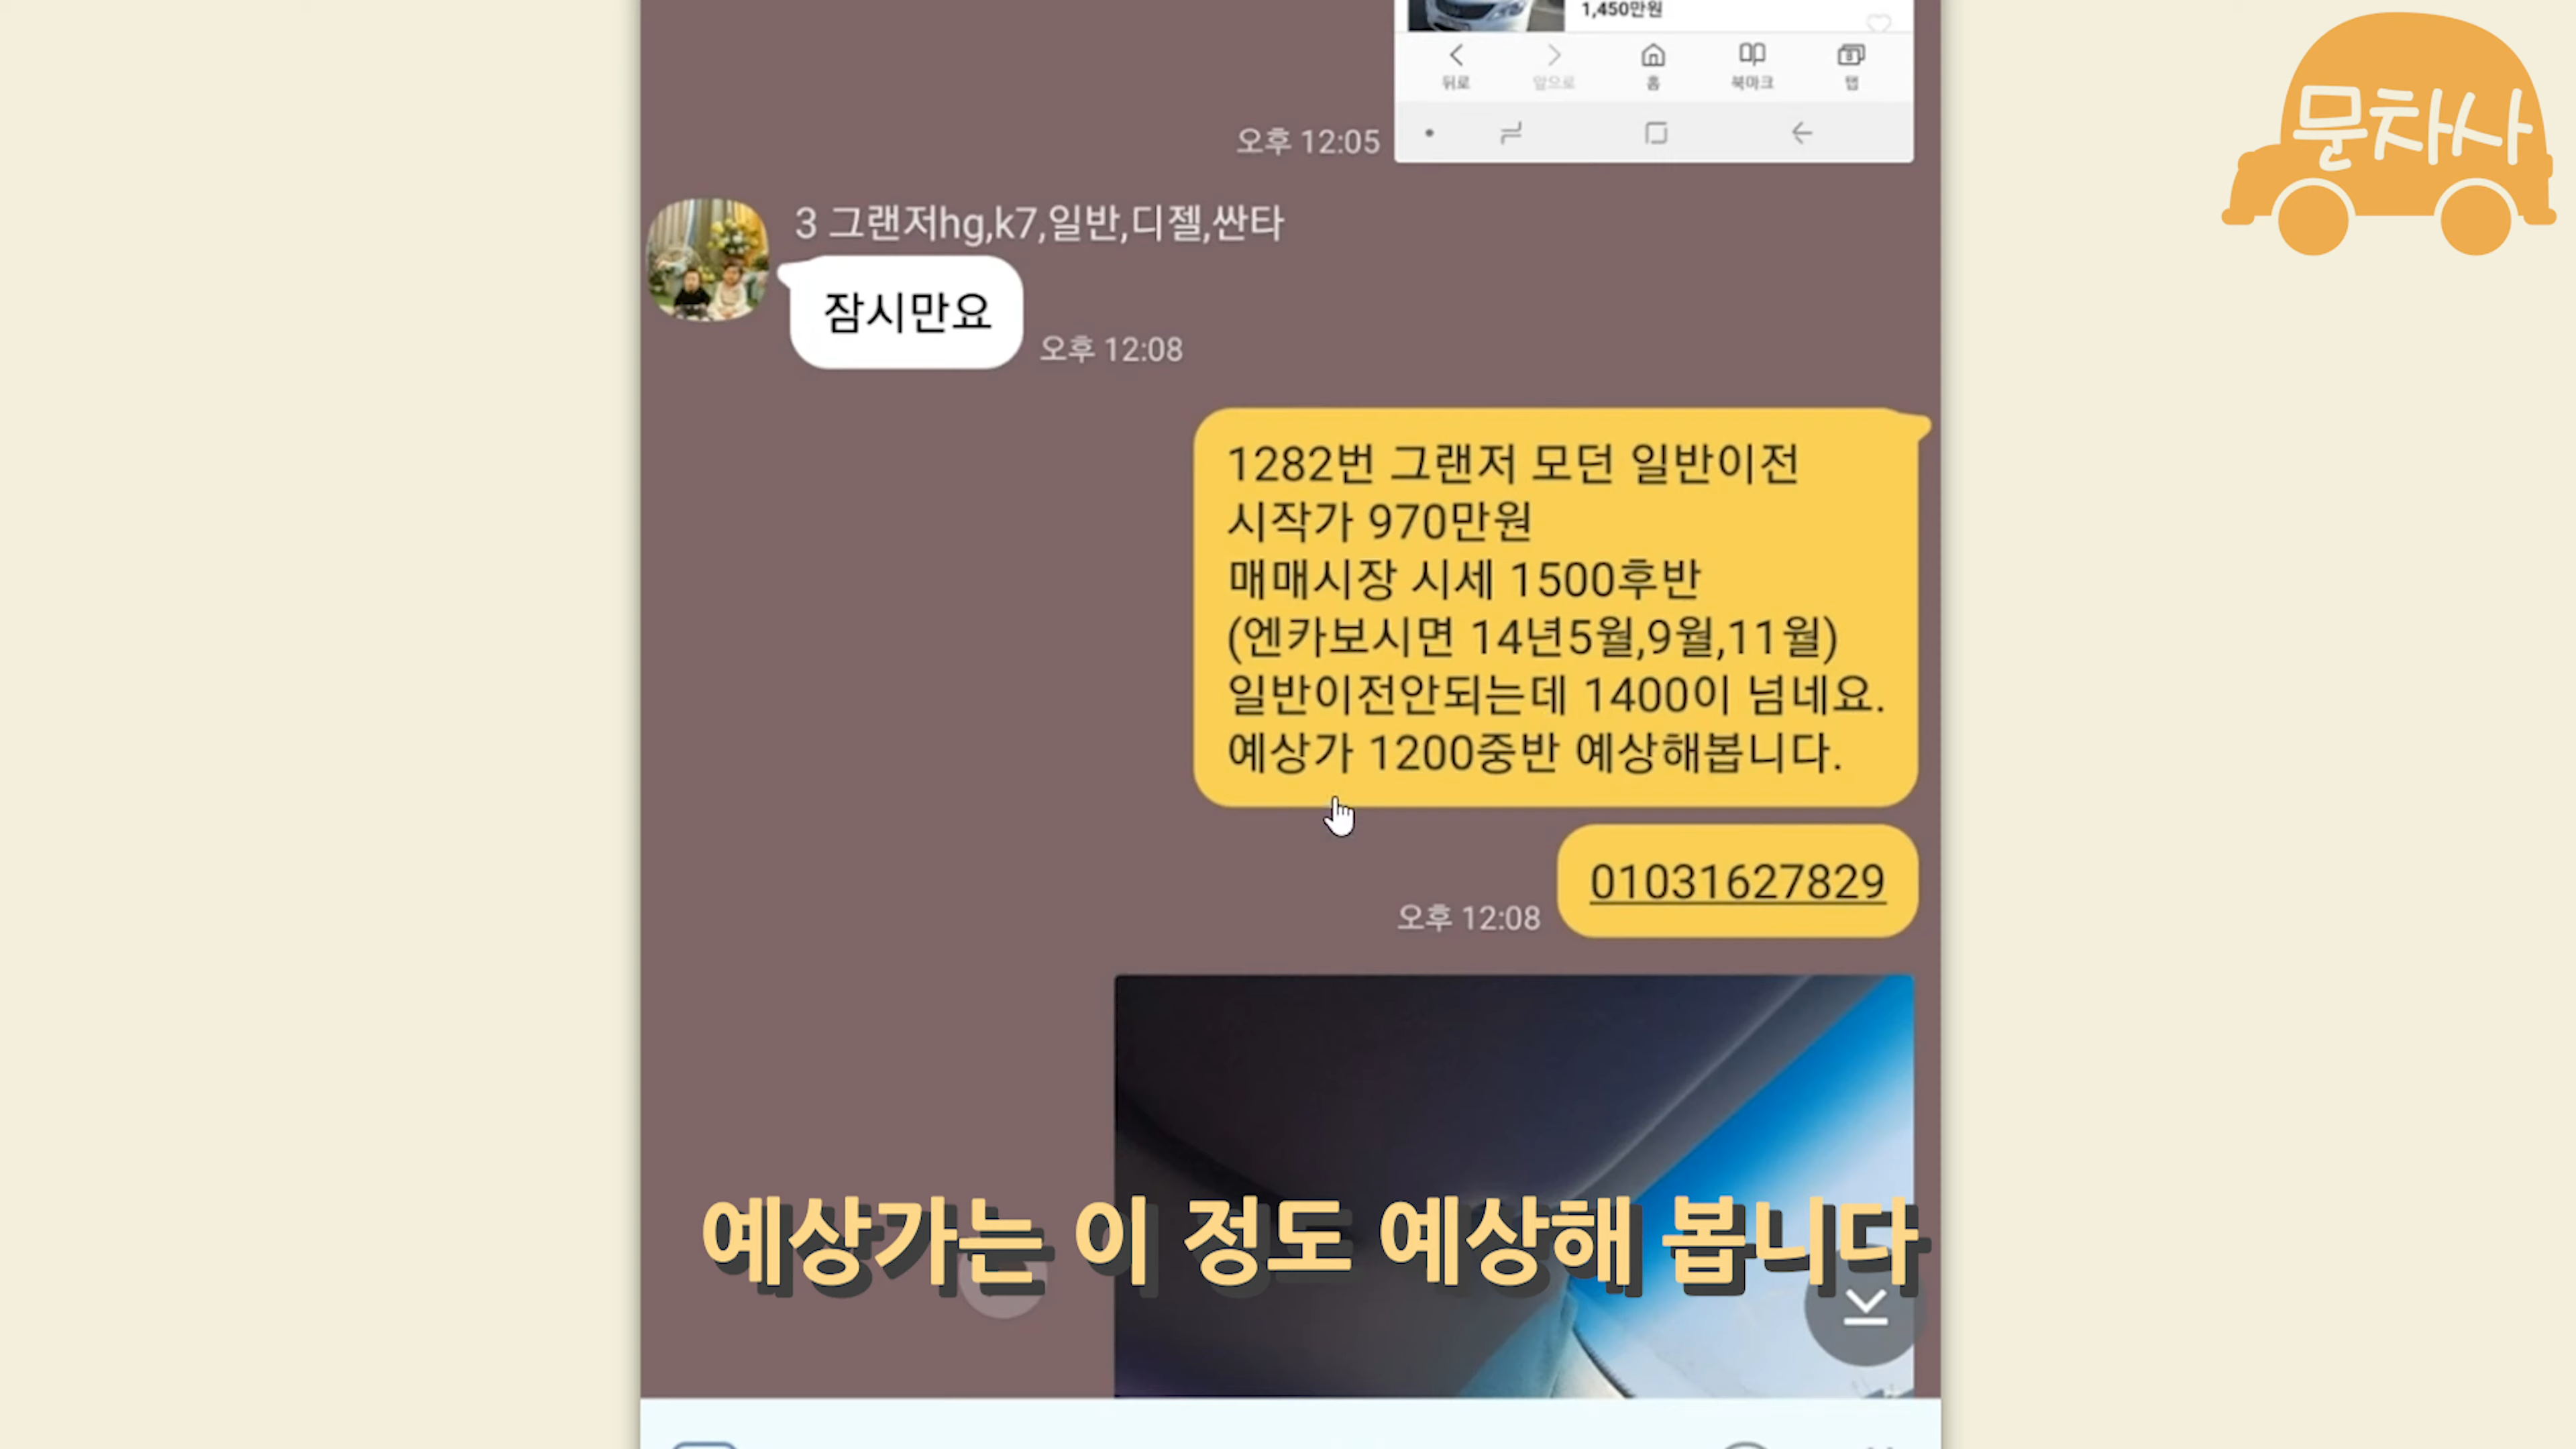 1,450만원
뒤로
앞으로
홈
북마크
탭
문차사
오후 12:05
3 그랜저hg,k7,일반,디젤,싼타
잠시만요
오후 12:08
1282번 그랜저 모던 일반이전
시작가 970만원
매매시장 시세 1500후반
(엔카보시면 14년5월,9월,11월)
일반이전안되는데 1400이 넘네요.
예상가 1200중반 예상해봅니다.
01031627829
오후 12:08
예상가는 이 정도 예상해 봅니다